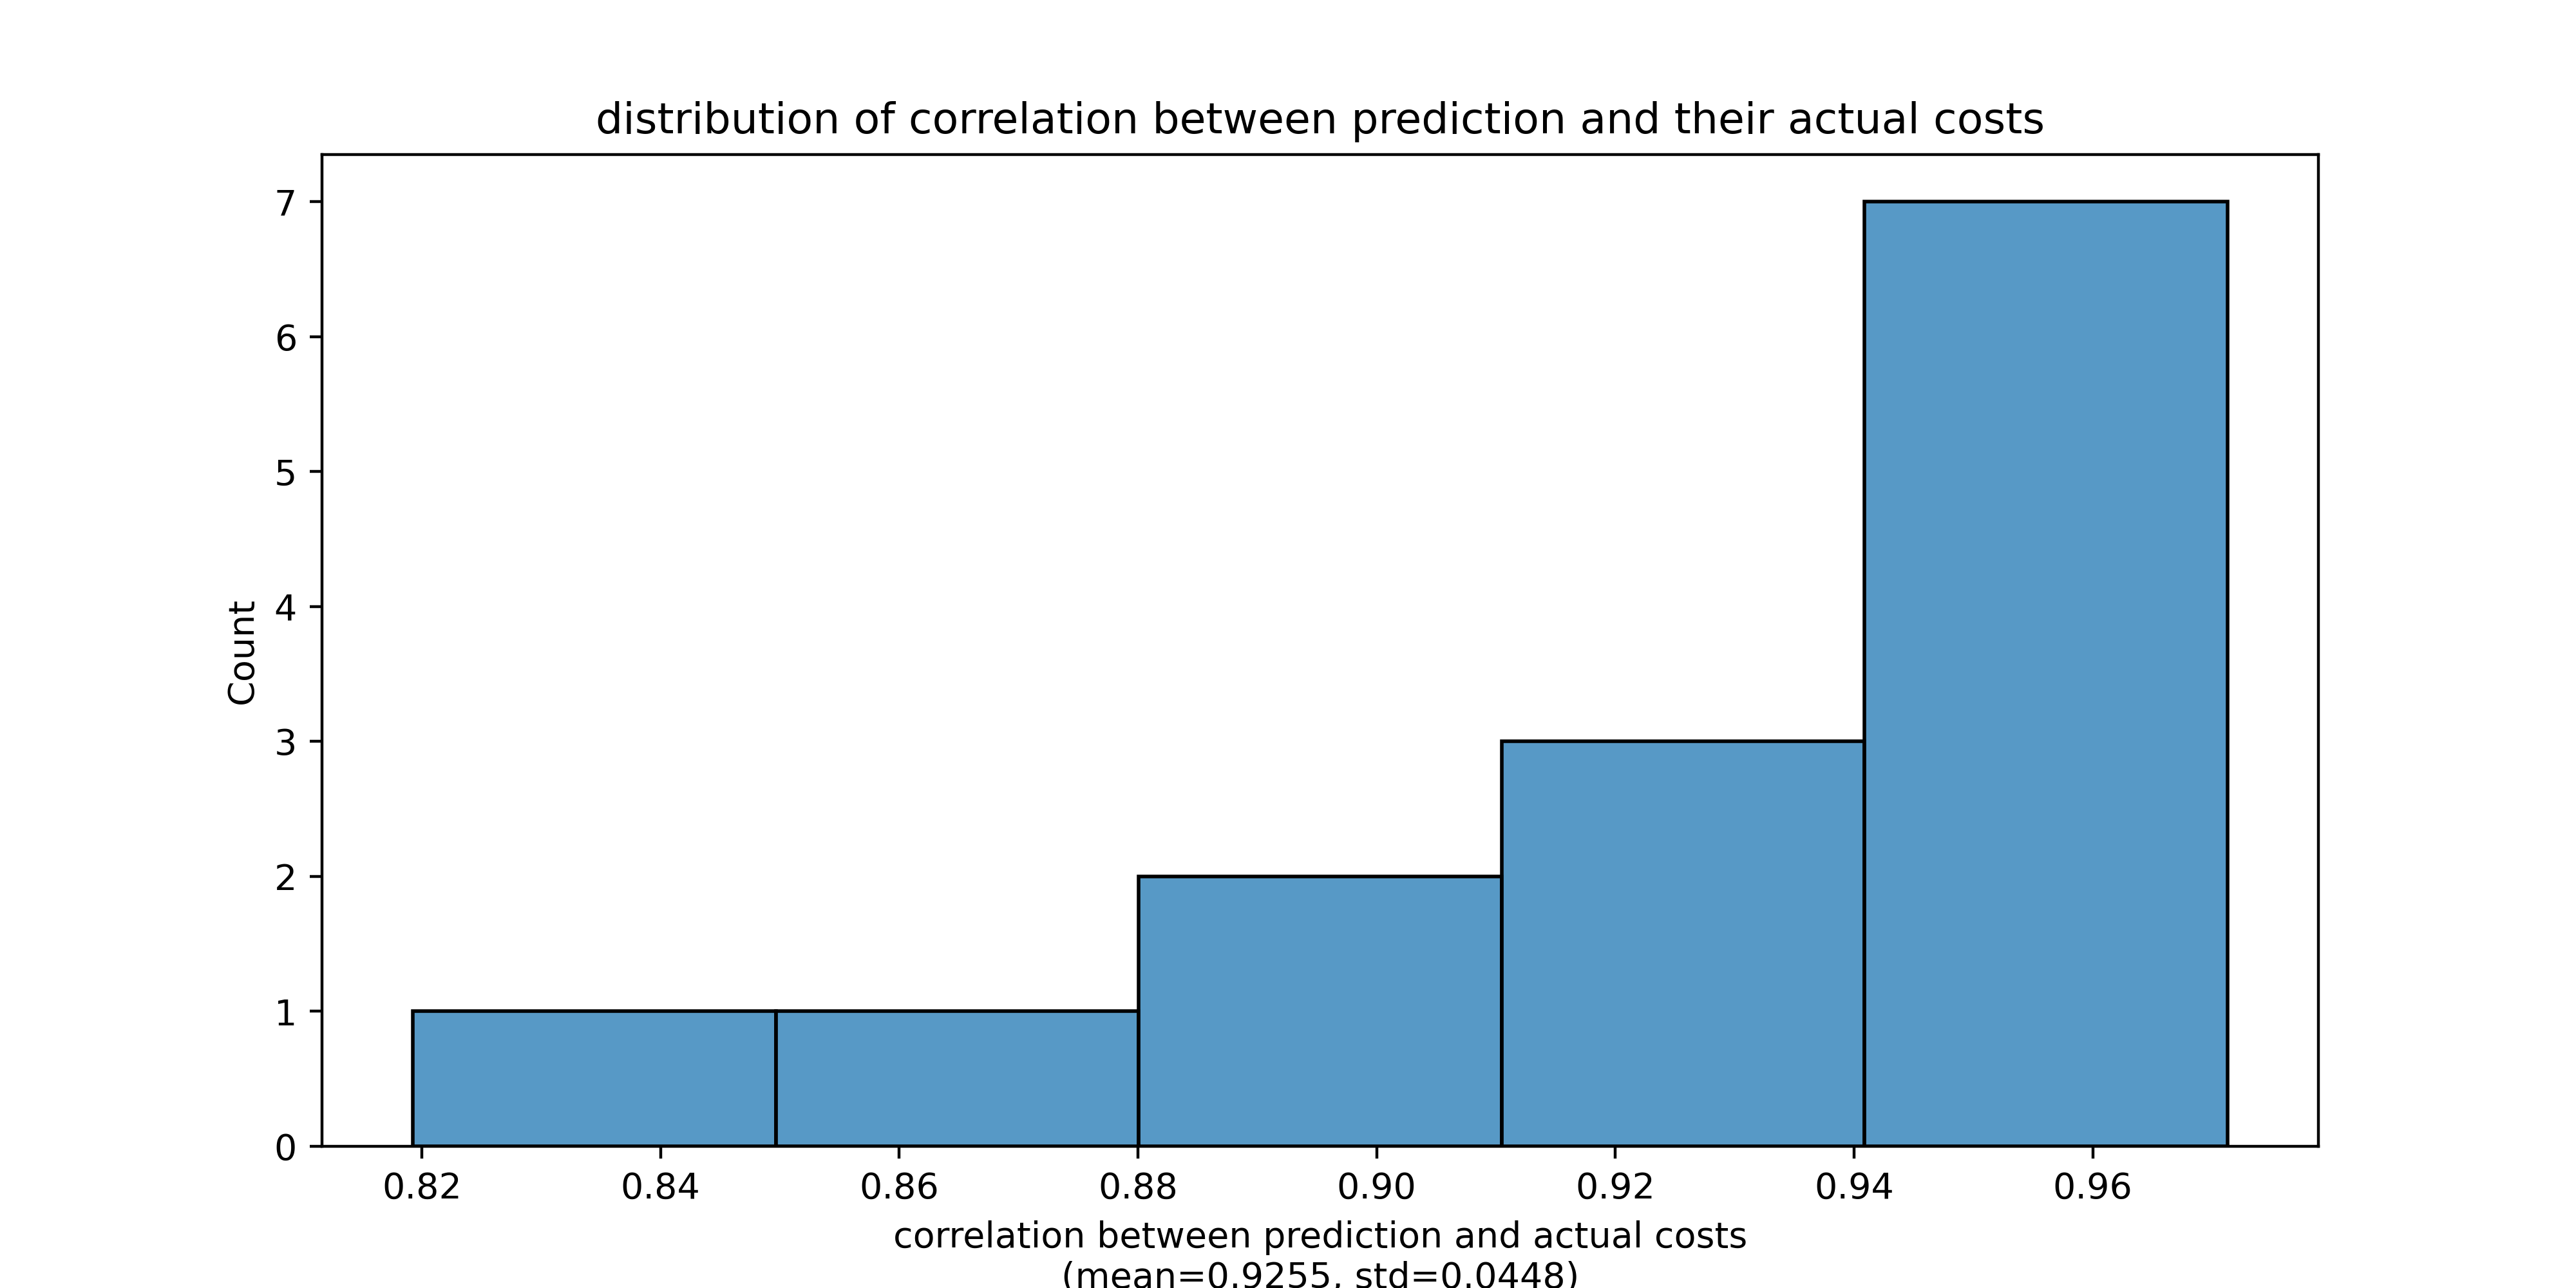 distribution of correlation between prediction and their actual costs
7
6
5
4
3
2
1
0
Count
0.82 0.84 0.86 0.88 0.90 0.92 0.94 0.96
correlation between prediction and actual costs
(mean=0.9255, std=0.0448)